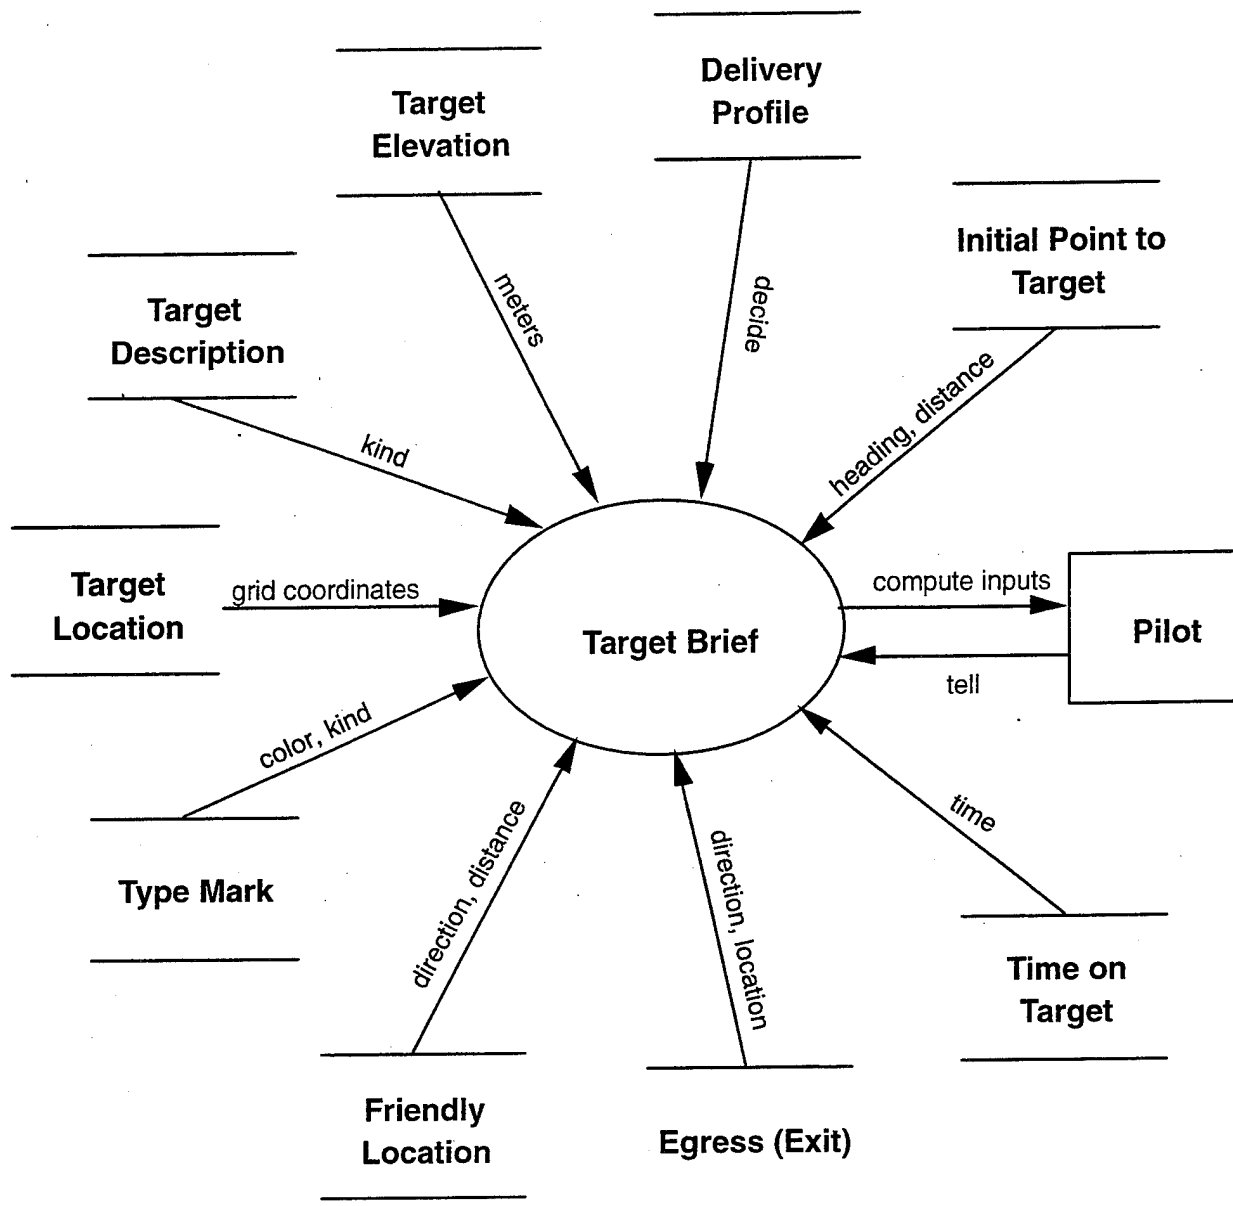 Delivery
Profile
Target
Elevation
Initial Point to
Target
Target
Description
meters
decide
heading, distance
kind
Target
Location
grid coordinates
Target Brief
compute inputs
Pilot
tell
color, kind
Type Mark
direction, distance
direction, location
time
Time on
Target
Friendly
Location
Egress (Exit)